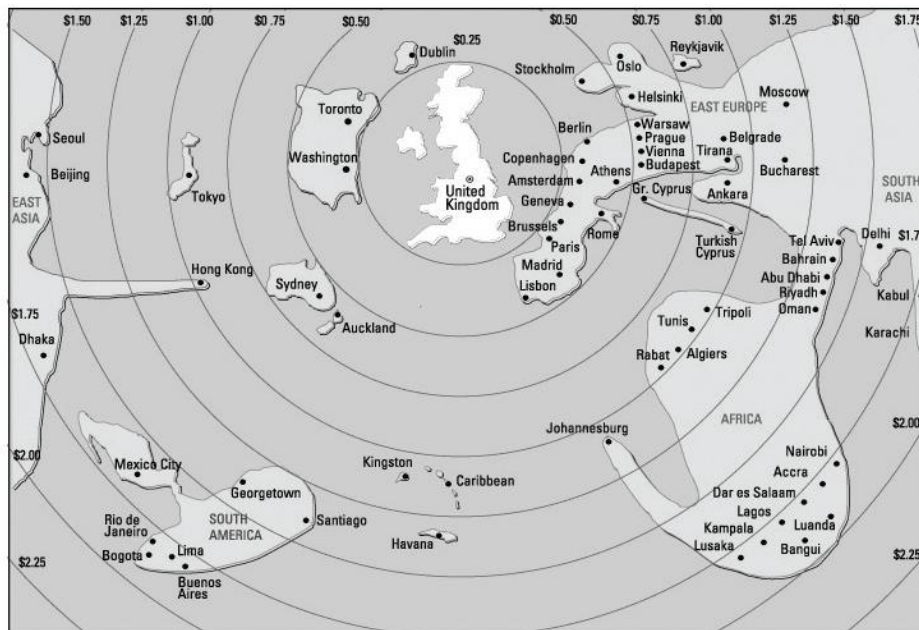 $1.50
$1.25
$1.00
$0.75
$0.50
$0.25
$0.50
$0.75
$1.00
$1.25
$1.50
$1.75
Dublin
Reykjavik
Oslo
Stockholm
Helsinki
Moscow
EAST EUROPE
Toronto
Seoul
Berlin
Warsaw
Prague
Belgrade
Vienna
Tirana
Washington
Copenhagen
Budapest
Bucharest
Beijing
Tokyo
United
Kingdom
Amsterdam
Athens
Gr. Cyprus
Ankara
SOUTH
ASIA
EAST
ASIA
Geneva
Brussels
Paris
Rome
Turkish
Cyprus
Tel Aviv
Delhi
$1.7
Bahrain
Hong Kong
Madrid
Lisbon
Abu Dhabi
Riyadh
Oman
Kabul
Sydney
Auckland
$1.75
Dhaka
Tunis
Tripoli
Karachi
Rabat
Algiers
AFRICA
Johannesburg
$2.00
$2.00
Mexico City
Kingston
Caribbean
Nairobi
Accra
Georgetown
Dar es Salaam
Rio de
Janeiro
SOUTH
AMERICA
Santiago
Lagos
Luanda
Kampala
Havana
Bogota
Lima
Lusaka
Bangui
$2.25
$2.25
Buenos
Aires